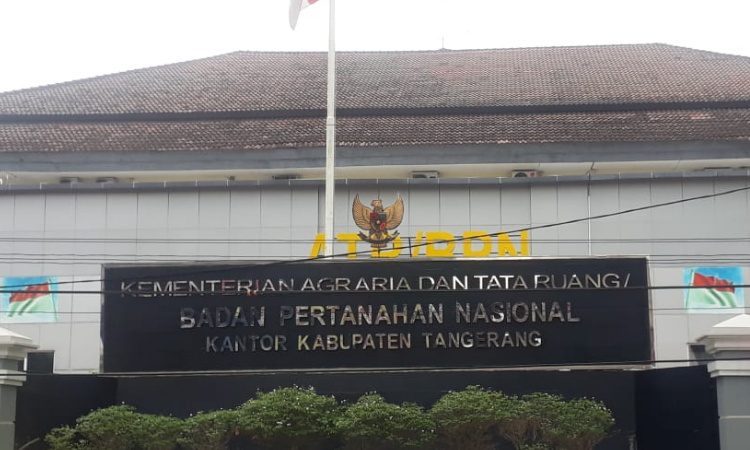 ATR/BPN
KEMENTERIAN AGRARIA DAN TATA RUANG/
BADAN PERTANAHAN NASIONAL
KANTOR KABUPATEN TANGERANG